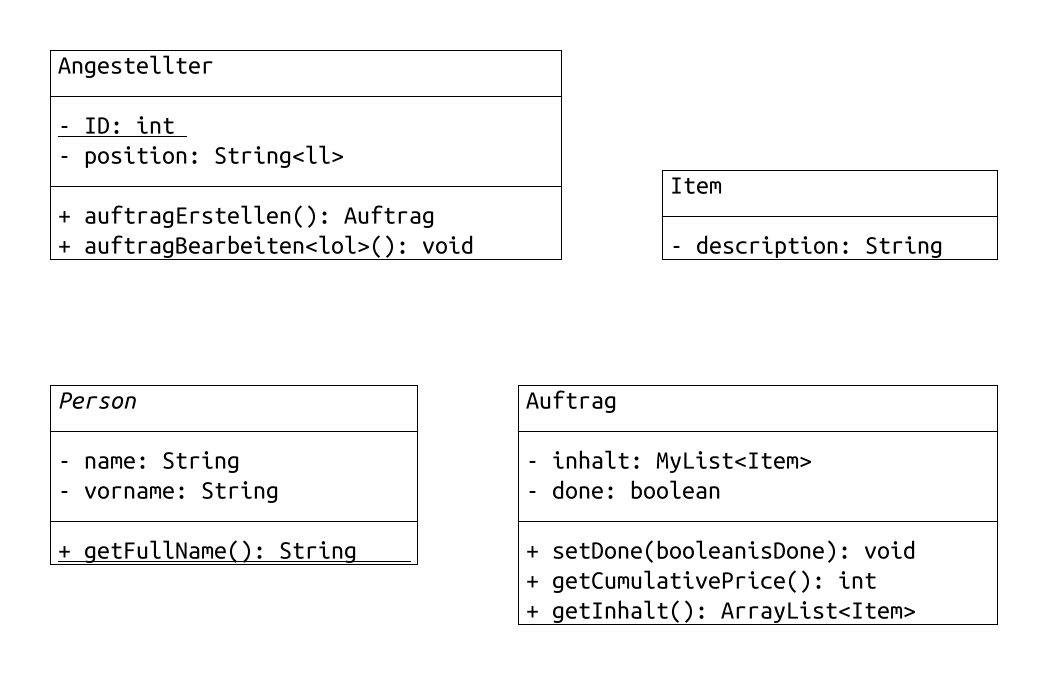 Angestellter
- ID: int
- position: String<ll>
+ auftragErstellen(): Auftrag
+ auftragBearbeiten<lol>(): void
Item
- description: String
Person
- name: String
- vorname: String
+ getFullName(): String
Auftrag
- inhalt: MyList<Item>
- done: boolean
+ setDone(booleanisDone): void
+ getCumulativePrice(): int
+ getInhalt(): ArrayList<Item>